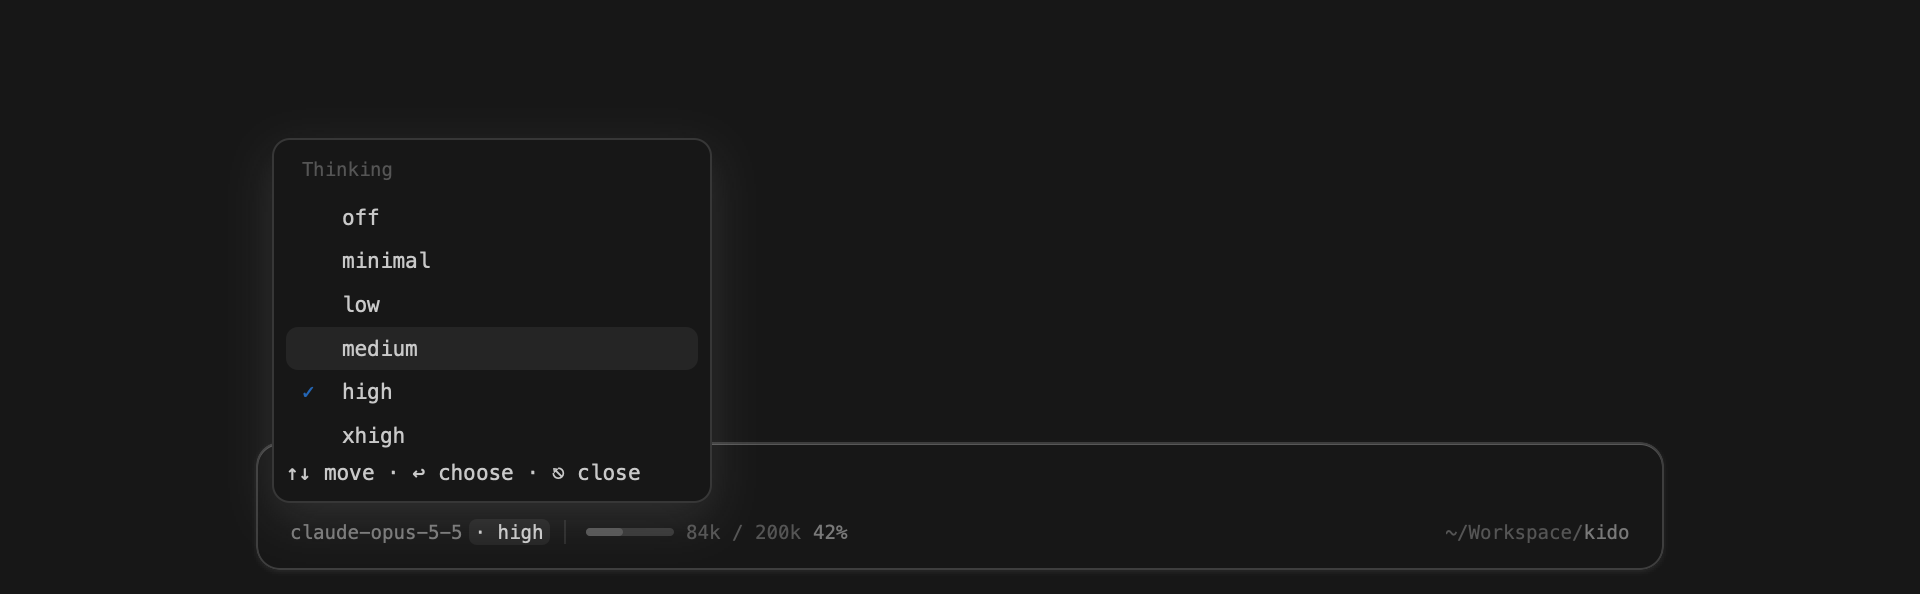 Thinking
off
minimal
low
medium
✓ high
xhigh
↑↓ move · ↩ choose · ⎋ close
claude-opus-5-5 · high | 84k / 200k 42% ~/Workspace/kido